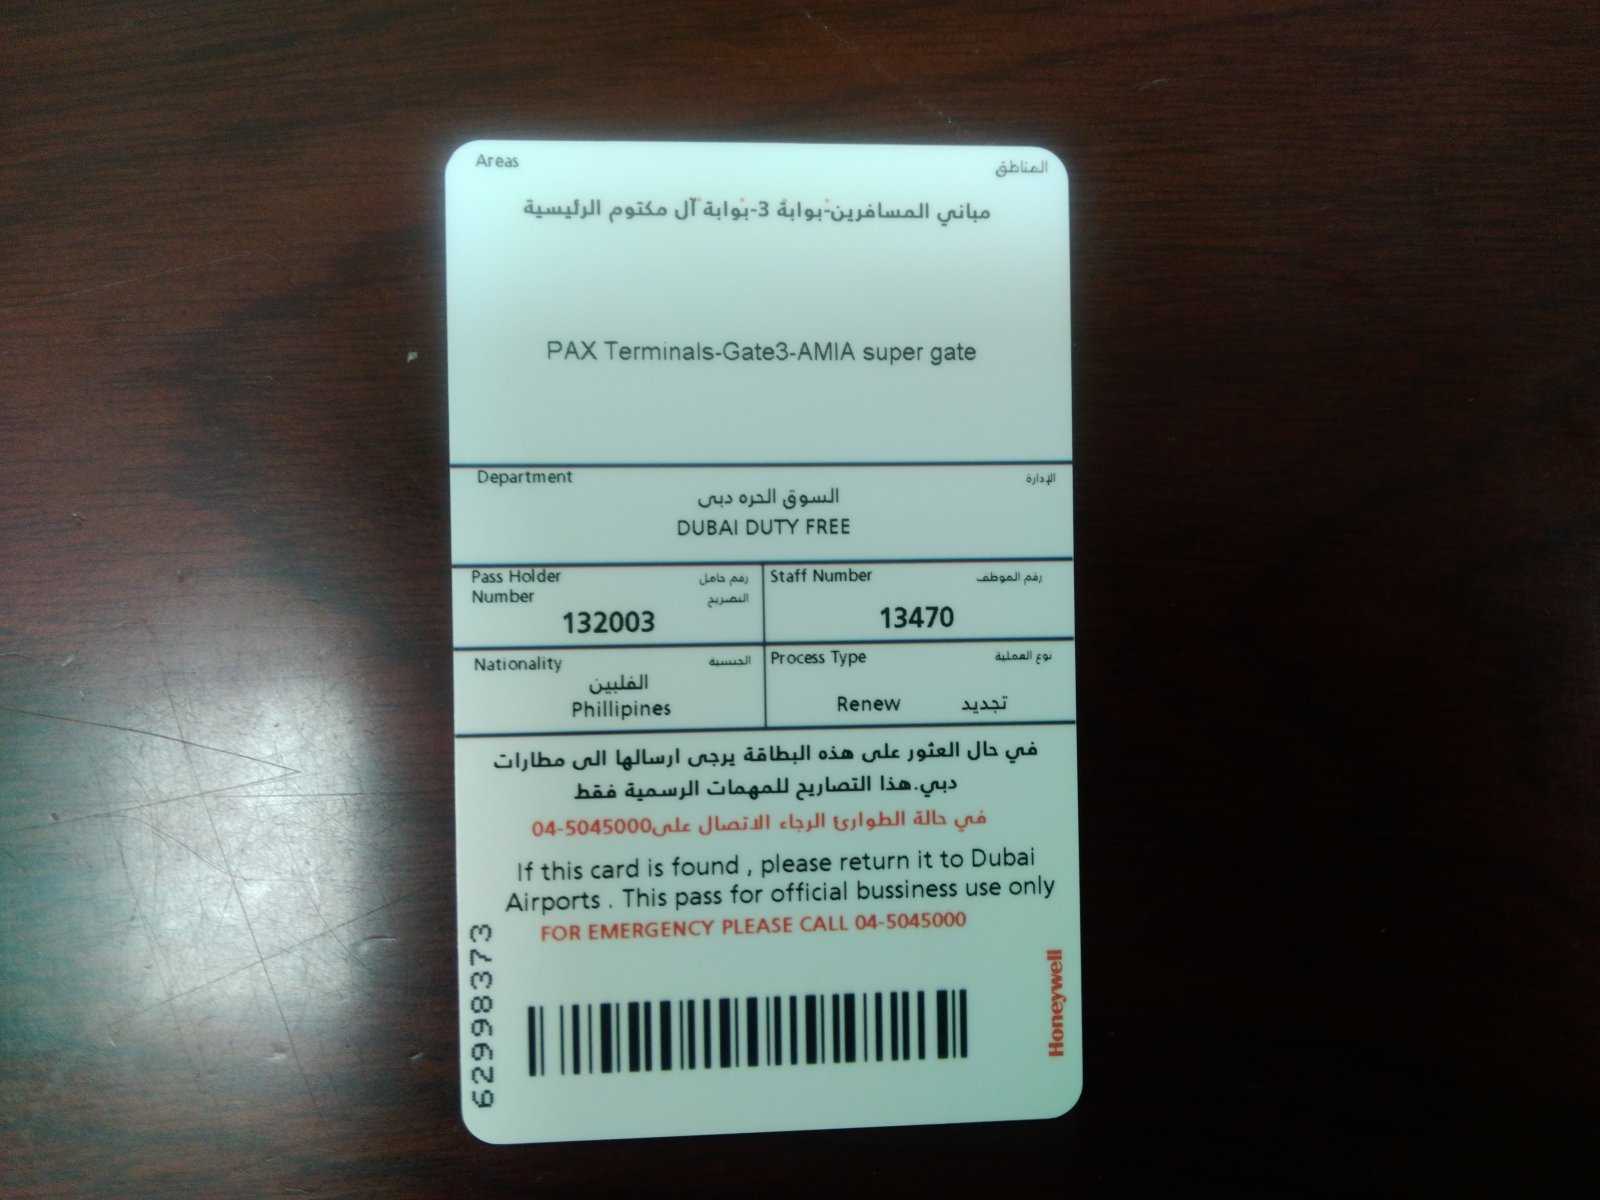 Areas المناطق
مباني المسافرين-بوابة 3-بوابة آل مكتوم الرئيسية
PAX Terminals-Gate3-AMIA super gate
Department الإدارة
السوق الحره دبى
DUBAI DUTY FREE
Pass Holder رقم حامل
Number التصريح
132003
Staff Number رقم الموظف
13470
Nationality الجنسية
الفلبين
Phillipines
Process Type نوع العملية
Renew تجديد
في حال العثور على هذه البطاقة يرجى ارسالها الى مطارات
دبي.هذا التصاريح للمهمات الرسمية فقط
في حالة الطوارئ الرجاء الاتصال على04-5045000
If this card is found , please return it to Dubai
Airports . This pass for official bussiness use only
FOR EMERGENCY PLEASE CALL 04-5045000
62998373
Honeywell